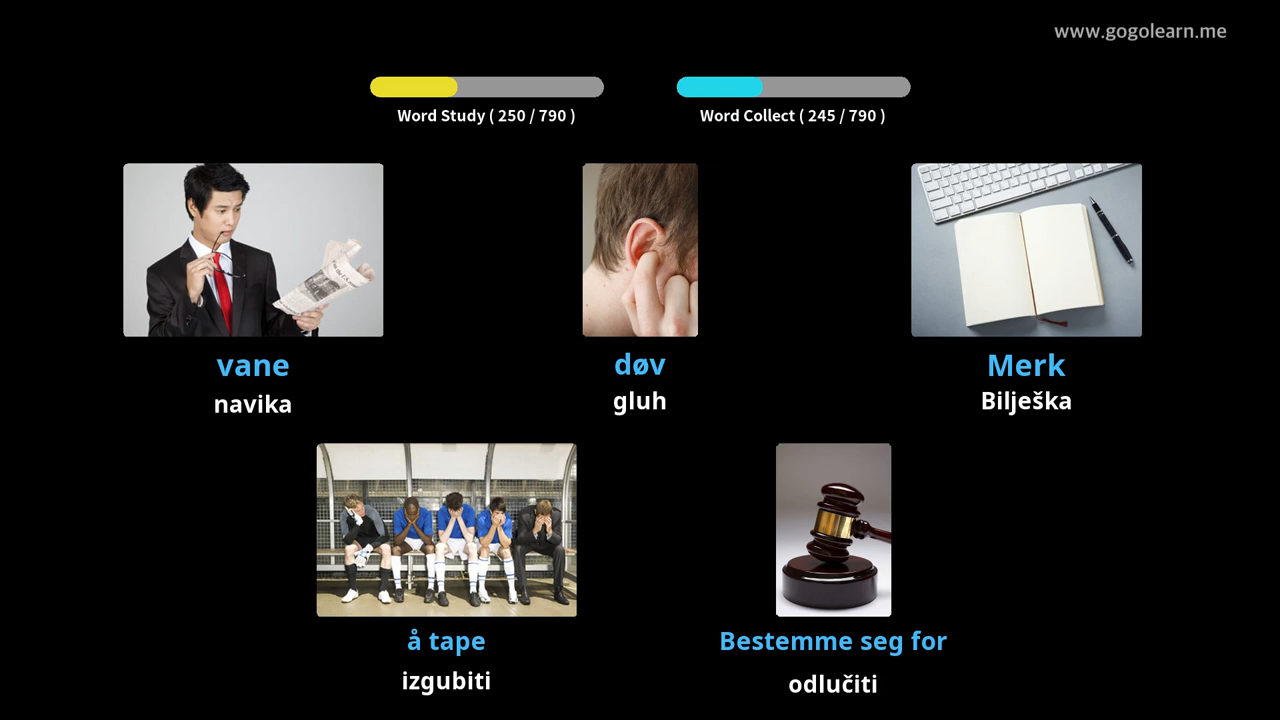 www.gogolearn.me
Word Study ( 250 / 790 )
Word Collect ( 245 / 790 )
vane
navika
døv
gluh
Merk
Bilješka
å tape
izgubiti
Bestemme seg for
odlučiti